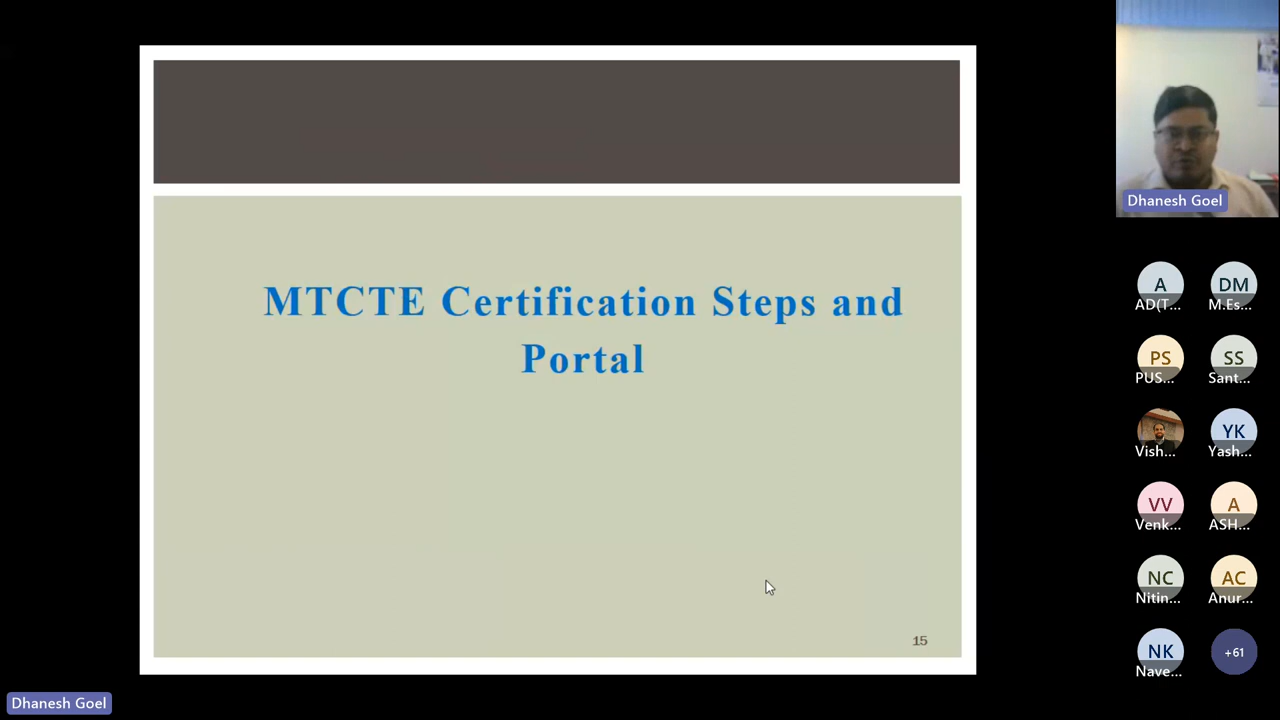 MTCTE Certification Steps and
Portal
15
Dhanesh Goel
A
AD(T...
DM
M.Es...
PS
PUS...
SS
Sant...
Vish...
YK
Yash...
VV
Venk...
A
ASH...
NC
Nitin...
AC
Anur...
NK
Nave...
+61
Dhanesh Goel